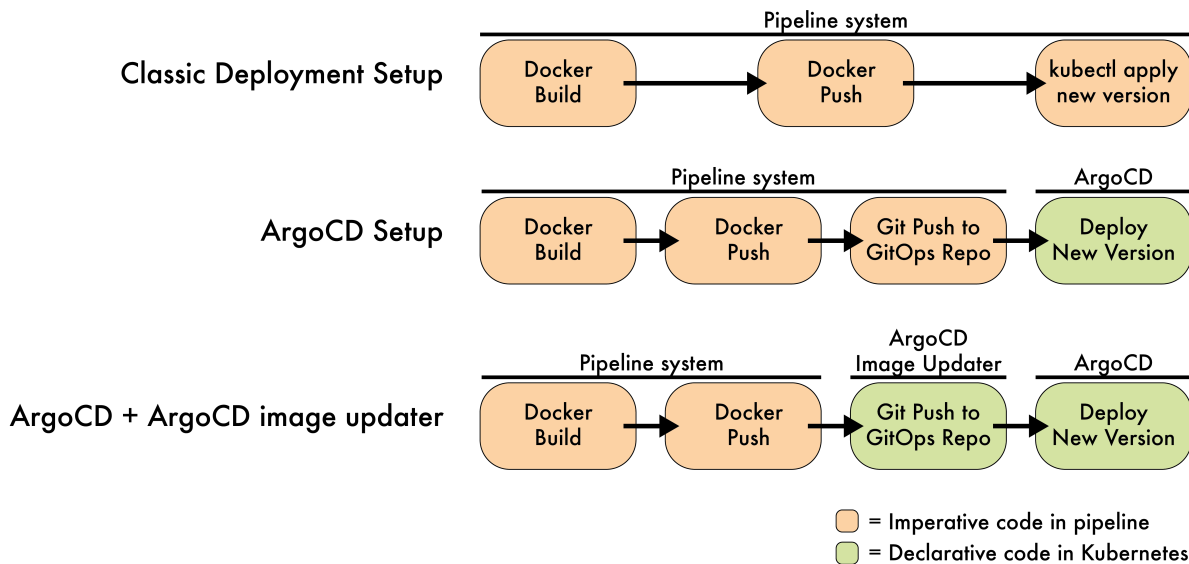 Pipeline system
Classic Deployment Setup
Docker
Build
Docker
Push
kubectl apply
new version
Pipeline system
ArgoCD
ArgoCD Setup
Docker
Build
Docker
Push
Git Push to
GitOps Repo
Deploy
New Version
Pipeline system
ArgoCD
Image Updater
ArgoCD
ArgoCD + ArgoCD image updater
Docker
Build
Docker
Push
Git Push to
GitOps Repo
Deploy
New Version
= Imperative code in pipeline
= Declarative code in Kubernetes